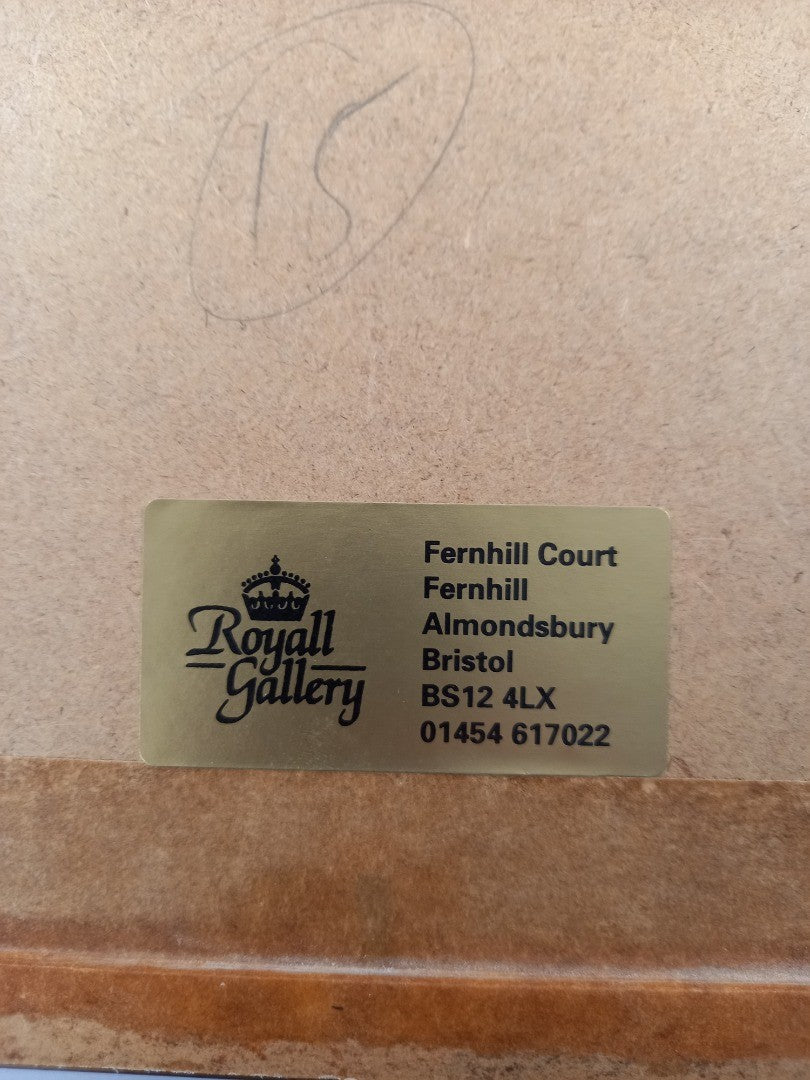 15
Royall
Gallery
Fernhill Court
Fernhill
Almondsbury
Bristol
BS12 4LX
01454 617022